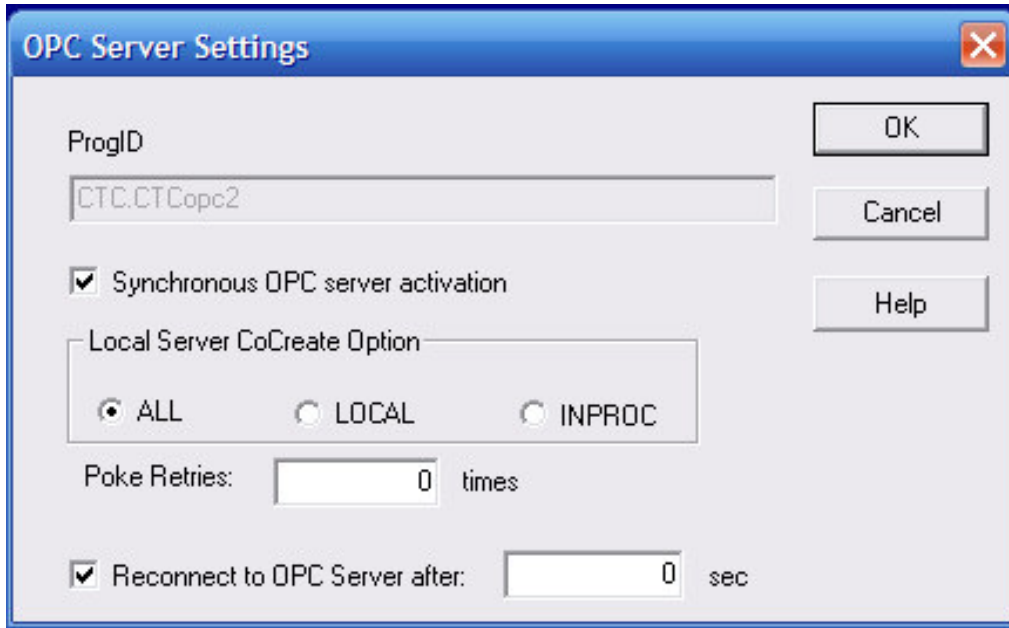 OPC Server Settings
ProgID
OK
CTC.CTCopc2
Cancel
Synchronous OPC server activation
Help
Local Server CoCreate Option
ALL LOCAL INPROC
Poke Retries: 0 times
Reconnect to OPC Server after: 0 sec